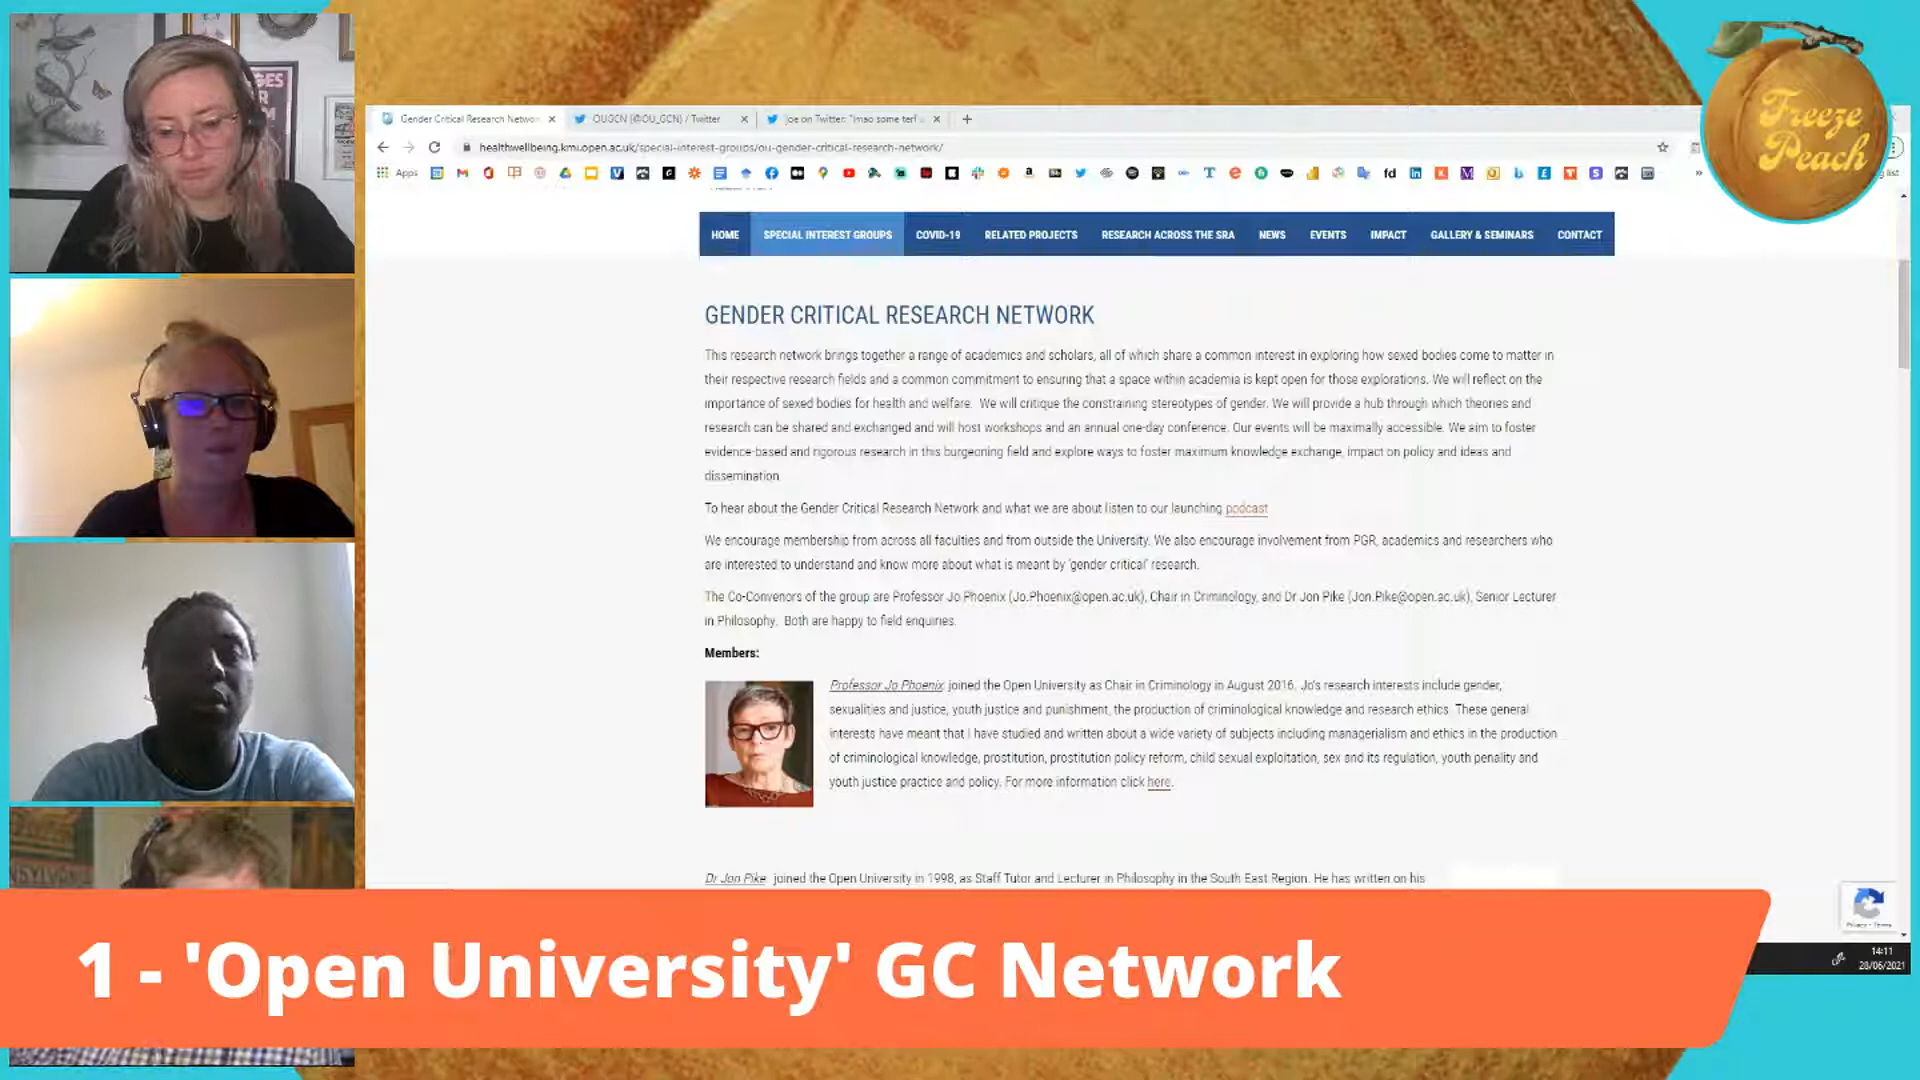 Gender Critical Research Networ
OUGCN (@OU_GCN) / Twitter
Joe on Twitter: "lmao some terf
healthwellbeing.kmi.open.ac.uk/special-interest-groups/ou-gender-critical-research-network/
Apps
Freeze
Peach
HOME
SPECIAL INTEREST GROUPS
COVID-19
RELATED PROJECTS
RESEARCH ACROSS THE SRA
NEWS
EVENTS
IMPACT
GALLERY & SEMINARS
CONTACT
GENDER CRITICAL RESEARCH NETWORK
This research network brings together a range of academics and scholars, all of which share a common interest in exploring how sexed bodies come to matter in
their respective research fields and a common commitment to ensuring that a space within academia is kept open for those explorations. We will reflect on the
importance of sexed bodies for health and welfare. We will critique the constraining stereotypes of gender. We will provide a hub through which theories and
research can be shared and exchanged and will host workshops and an annual one-day conference. Our events will be maximally accessible. We aim to foster
evidence-based and rigorous research in this burgeoning field and explore ways to foster maximum knowledge exchange, impact on policy and ideas and
dissemination
To hear about the Gender Critical Research Network and what we are about listen to our launching podcast
We encourage membership from across all faculties and from outside the University. We also encourage involvement from PGR, academics and researchers who
are interested to understand and know more about what is meant by 'gender critical' research.
The Co-Convenors of the group are Professor Jo Phoenix (Jo.Phoenix@open.ac.uk), Chair in Criminology, and Dr Jon Pike (Jon.Pike@open.ac.uk), Senior Lecturer
in Philosophy. Both are happy to field enquiries.
Members:
Professor Jo Phoenix joined the Open University as Chair in Criminology in August 2016. Jo's research interests include gender,
sexualities and justice, youth justice and punishment, the production of criminological knowledge and research ethics. These general
interests have meant that I have studied and written about a wide variety of subjects including managerialism and ethics in the production
of criminological knowledge, prostitution, prostitution policy reform, child sexual exploitation, sex and its regulation, youth penality and
youth justice practice and policy. For more information click here.
Dr Jon Pike joined the Open University in 1998, as Staff Tutor and Lecturer in Philosophy in the South East Region. He has written on his
Privacy - Terms
14:11
28/06/2021
1 - 'Open University' GC Network